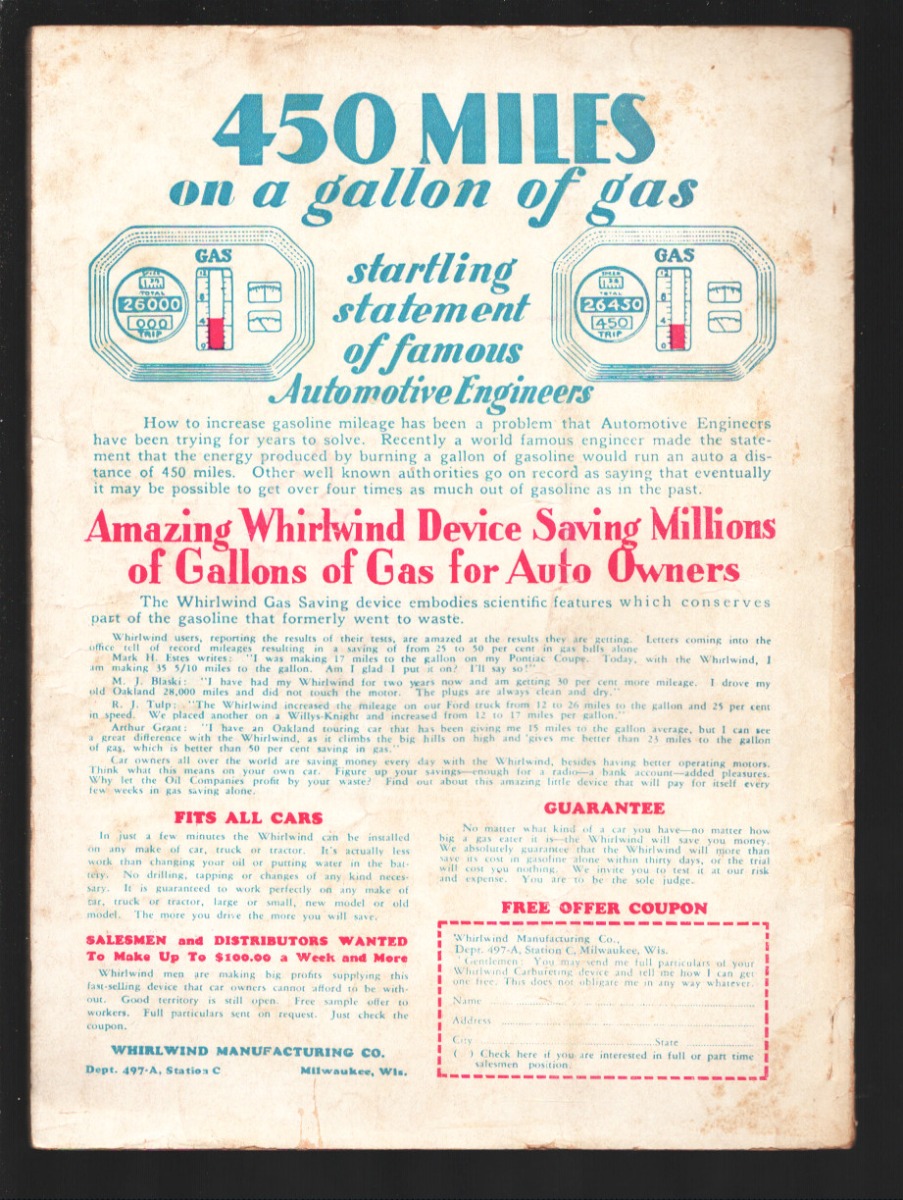 450 MILES
on a gallon of gas
GAS
TOTAL
26000
000
TRIP
12
8
4
0
startling
statement
of famous
Automotive Engineers
GAS
SPEED
TOTAL
26450
450
TRIP
12
8
4
0
How to increase gasoline mileage has been a problem that Automotive Engineers
have been trying for years to solve. Recently a world famous engineer made the state-
ment that the energy produced by burning a gallon of gasoline would run an auto a dis-
tance of 450 miles. Other well known authorities go on record as saying that eventually
it may be possible to get over four times as much out of gasoline as in the past.
Amazing Whirlwind Device Saving Millions
of Gallons of Gas for Auto Owners
The Whirlwind Gas Saving device embodies scientific features which conserves
part of the gasoline that formerly went to waste.
Whirlwind users, reporting the results of their tests, are amazed at the results they are getting. Letters coming into the
office tell of record mileages resulting in a saving of from 25 to 50 per cent in gas bills alone
Mark H. Estes writes: "I was making 17 miles to the gallon on my Pontiac Coupe. Today, with the Whirlwind, I
am making 35 5/10 miles to the gallon. Am I glad I put it on? I'll say so!"
M. J. Blaski: "I have had my Whirlwind for two years now and am getting 30 per cent more mileage. I drove my
old Oakland 28,000 miles and did not touch the motor. The plugs are always clean and dry."
R. J. Tulp: "The Whirlwind increased the mileage on our Ford truck from 12 to 26 miles to the gallon and 25 per cent
in speed. We placed another on a Willys-Knight and increased from 12 to 17 miles per gallon."
Arthur Grant: "I have an Oakland touring car that has been giving me 15 miles to the gallon average, but I can see
a great difference with the Whirlwind, as it climbs the big hills on high and gives me better than 23 miles to the gallon
of gas, which is better than 50 per cent saving in gas."
Car owners all over the world are saving money every day with the Whirlwind, besides having better operating motors.
Think what this means on your own car. Figure up your savings—enough for a radio—a bank account—added pleasures.
Why let the Oil Companies profit by your waste? Find out about this amazing little device that will pay for itself every
few weeks in gas saving alone.
FITS ALL CARS
In just a few minutes the Whirlwind can be installed
on any make of car, truck or tractor. It's actually less
work than changing your oil or putting water in the bat-
tery. No drilling, tapping or changes of any kind neces-
sary. It is guaranteed to work perfectly on any make of
car, truck or tractor, large or small, new model or old
model. The more you drive the more you will save.
SALESMEN and DISTRIBUTORS WANTED
To Make Up To $100.00 a Week and More
Whirlwind men are making big profits supplying this
fast-selling device that car owners cannot afford to be with-
out. Good territory is still open. Free sample offer to
workers. Full particulars sent on request. Just check the
coupon.
WHIRLWIND MANUFACTURING CO.
Dept. 497-A, Station C Milwaukee, Wis.
GUARANTEE
No matter what kind of a car you have—no matter how
big a gas eater it is—the Whirlwind will save you money.
We absolutely guarantee that the Whirlwind will more than
save its cost in gasoline alone within thirty days, or the trial
will cost you nothing. We invite you to test it at our risk
and expense. You are to be the sole judge.
FREE OFFER COUPON
Whirlwind Manufacturing Co.,
Dept. 497-A, Station C, Milwaukee, Wis.
Gentlemen: You may send me full particulars of your
Whirlwind Carbureting device and tell me how I can get
one free. This does not obligate me in any way whatever.
Name
Address
City State
( ) Check here if you are interested in full or part time
salesmen position.